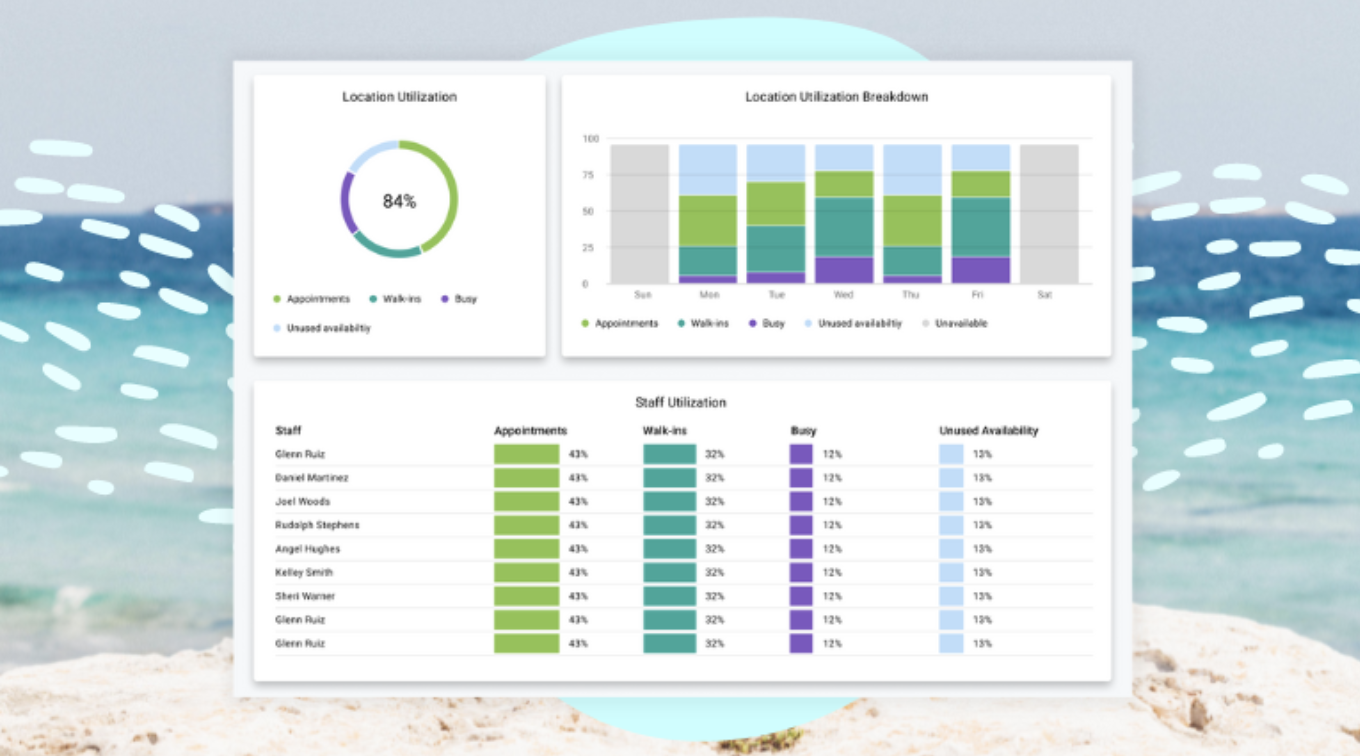 Location Utilization
84%
Appointments Walk-ins Busy
Unused availabiltiy
Location Utilization Breakdown
100
75
50
25
0
Sun Mon Tue Wed Thu Fri Sat
Appointments Walk-ins Busy Unused availabiltiy Unavailable
Staff Utilization
Staff Appointments Walk-ins Busy Unused Availability
Glenn Ruiz 43% 32% 12% 13%
Daniel Martinez 43% 32% 12% 13%
Joel Woods 43% 32% 12% 13%
Rudolph Stephens 43% 32% 12% 13%
Angel Hughes 43% 32% 12% 13%
Kelley Smith 43% 32% 12% 13%
Sheri Warner 43% 32% 12% 13%
Glenn Ruiz 43% 32% 12% 13%
Glenn Ruiz 43% 32% 12% 13%